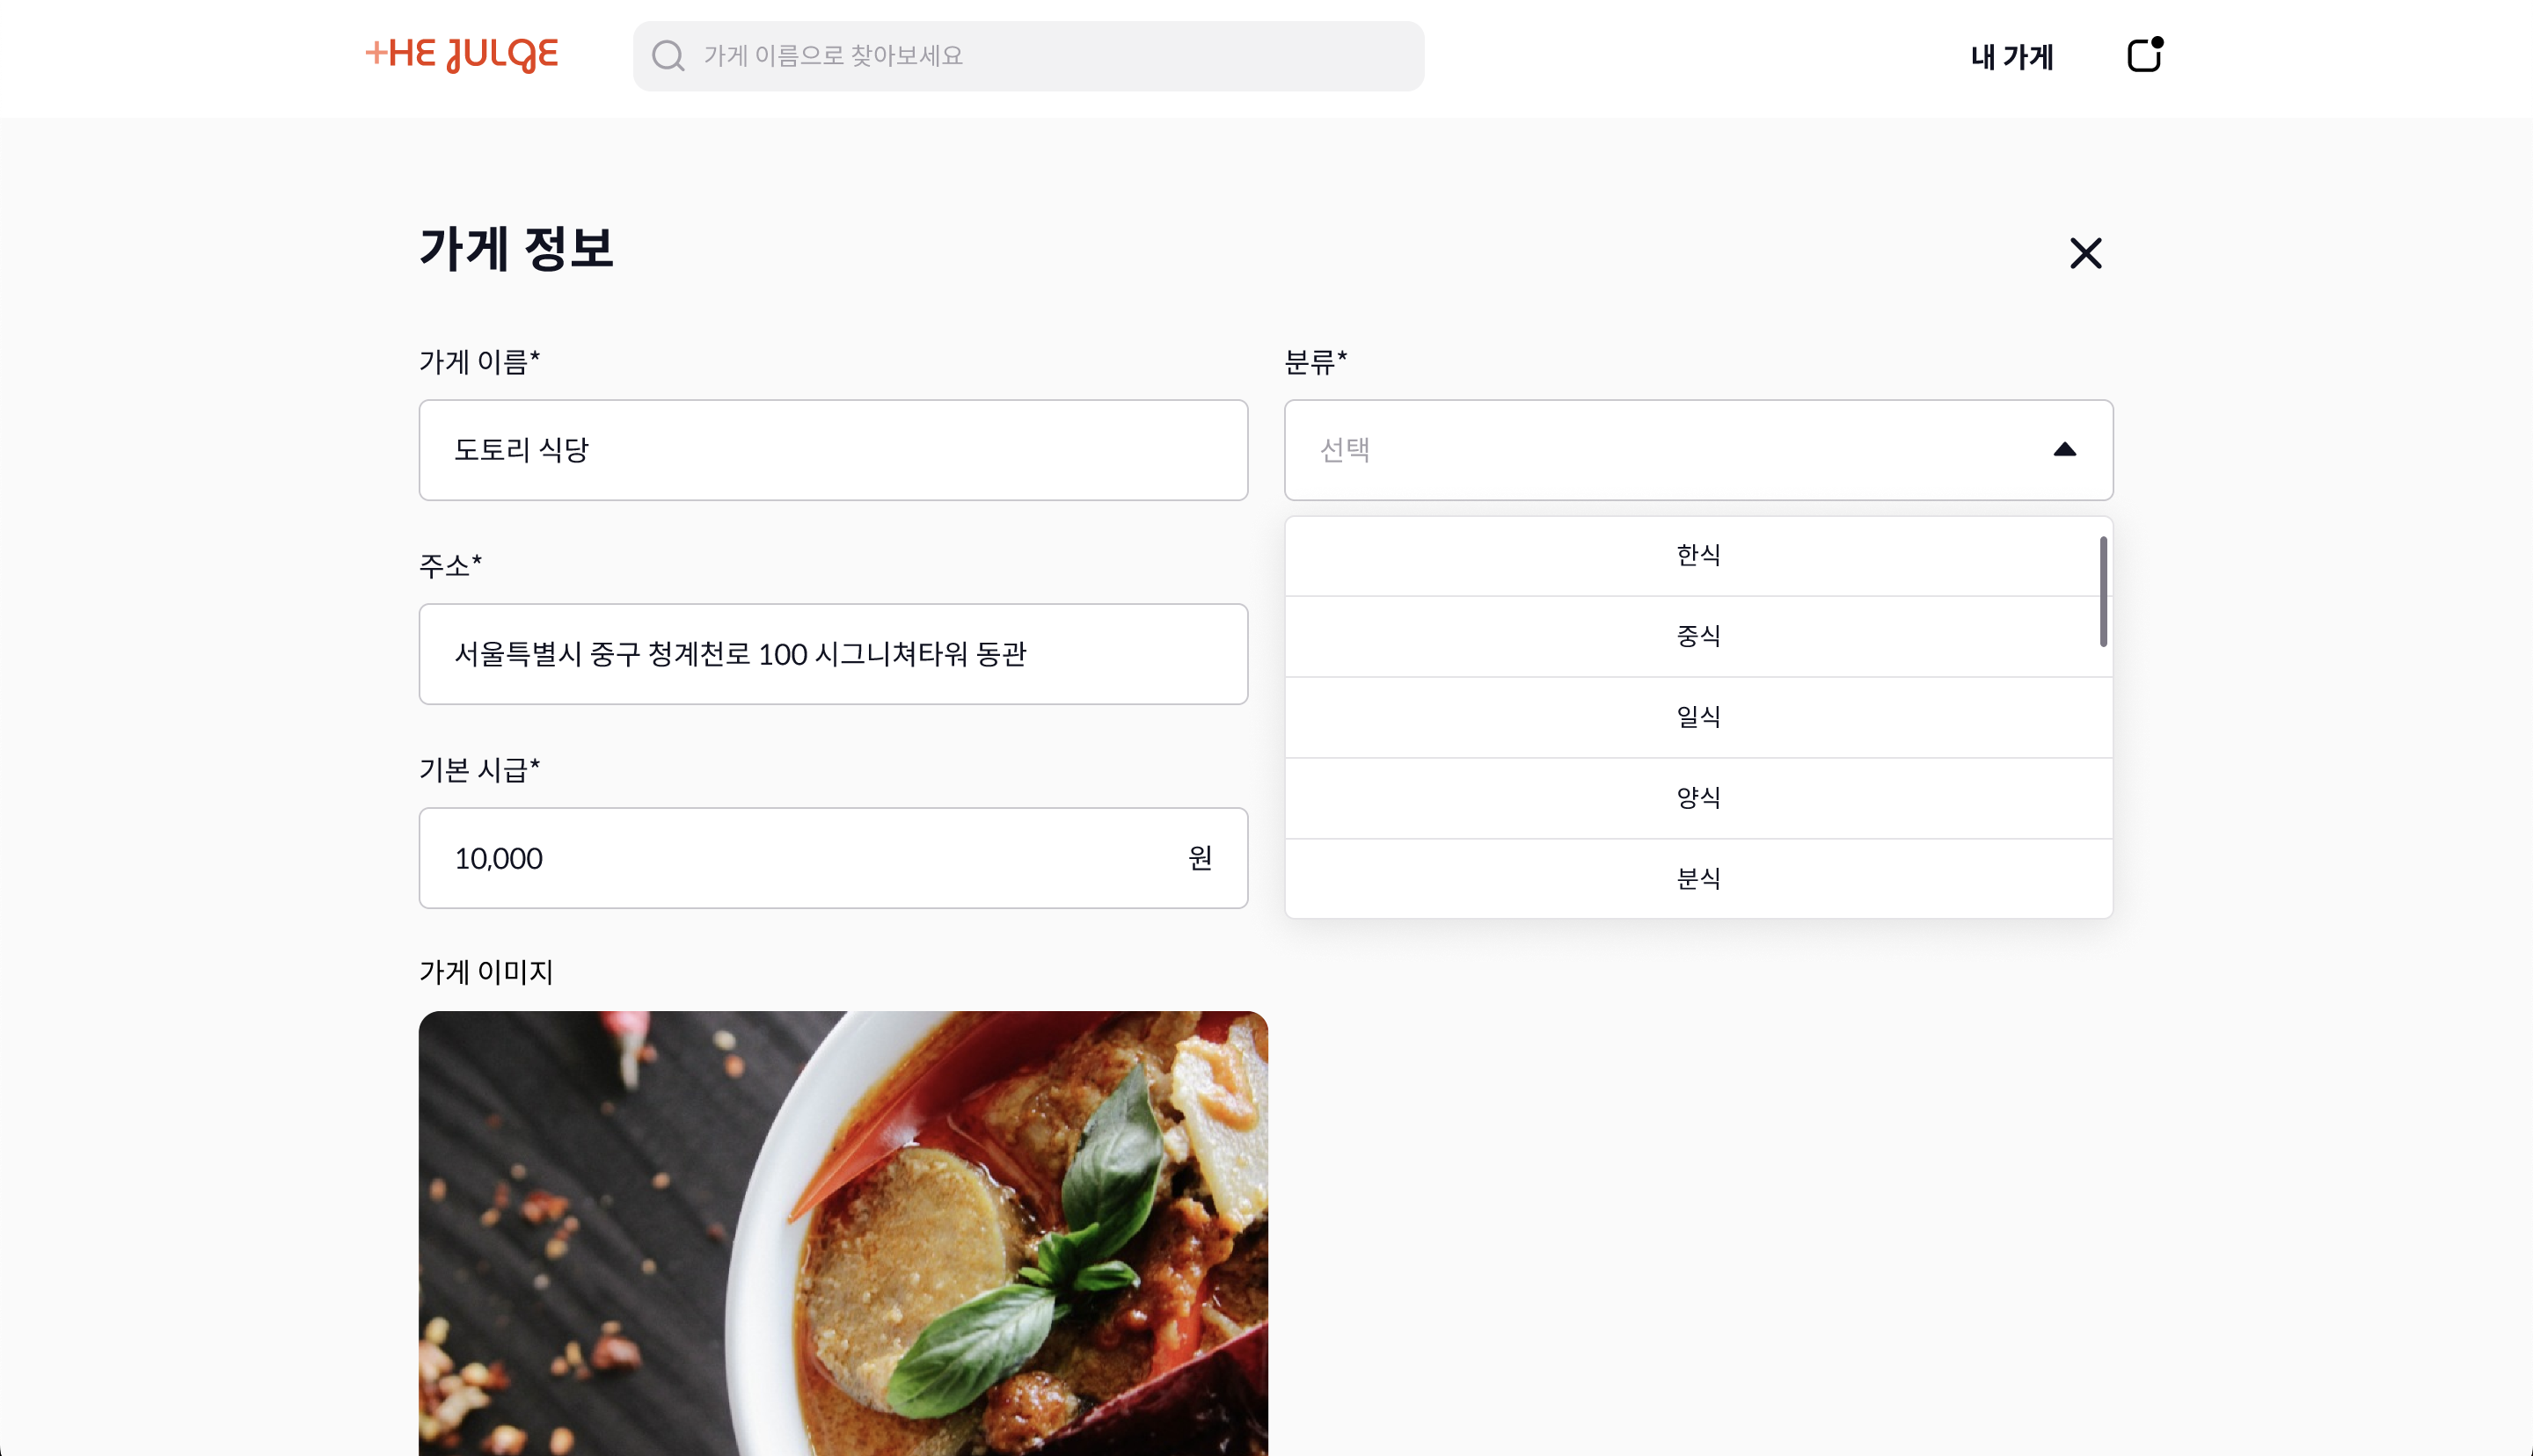 THE JULGE
가게 이름으로 찾아보세요
내 가게
가게 정보
가게 이름*
도토리 식당
분류*
선택
한식
중식
일식
양식
분식
주소*
서울특별시 중구 청계천로 100 시그니쳐타워 동관
기본 시급*
10,000 원
가게 이미지